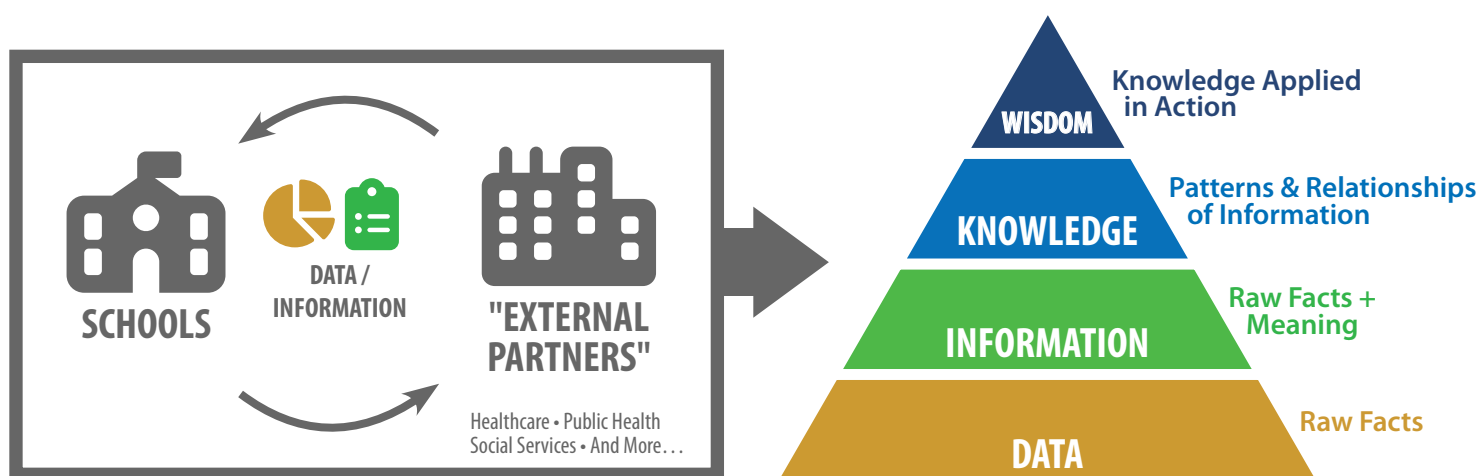 SCHOOLS
DATA /
INFORMATION
"EXTERNAL
PARTNERS"
Healthcare • Public Health
Social Services • And More…
WISDOM
Knowledge Applied
in Action
KNOWLEDGE
Patterns & Relationships
of Information
INFORMATION
Raw Facts +
Meaning
DATA
Raw Facts